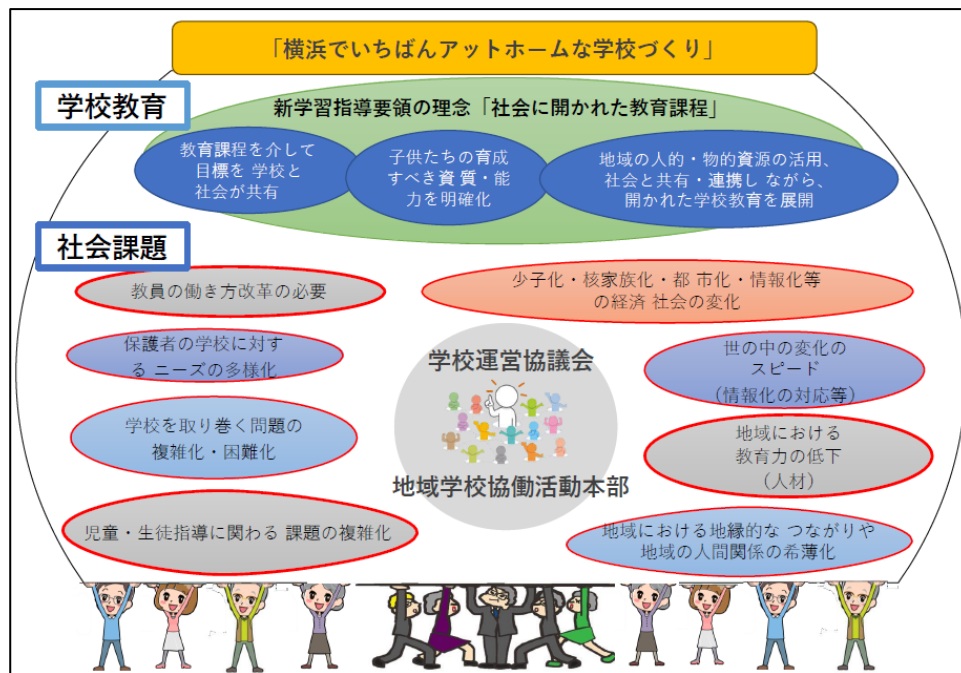 「横浜でいちばんアットホームな学校づくり」
学校教育
新学習指導要領の理念「社会に開かれた教育課程」
教育課程を介して
目標を 学校と
社会が共有
子供たちの育成
すべき資 質・能
力を明確化
地域の人的・物的資源の活用、
社会と共有・連携し ながら、
開かれた学校教育を展開
社会課題
教員の働き方改革の必要
少子化・核家族化・都 市化・情報化等
の経済 社会の変化
保護者の学校に対す
る ニーズの多様化
学校運営協議会
世の中の変化の
スピード
(情報化の対応等)
学校を取り巻く問題の
複雑化・困難化
地域における
教育力の低下
(人材)
地域学校協働活動本部
児童・生徒指導に関わる 課題の複雑化
地域における地縁的な つながりや
地域の人間関係の希薄化